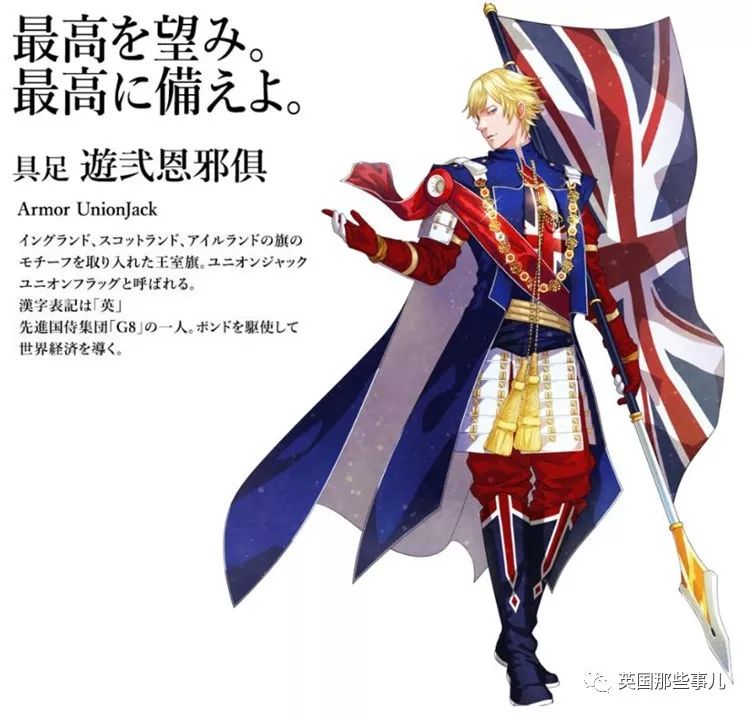 最高を望み。
最高に備えよ。
具足 遊弐恩邪倶
Armor UnionJack
イングランド、スコットランド、アイルランドの旗の
モチーフを取り入れた王室旗。ユニオンジャック
ユニオンフラッグと呼ばれる。
漢字表記は「英」
先進国侍集団「G8」の一人。ポンドを駆使して
世界経済を導く。
英国那些事儿